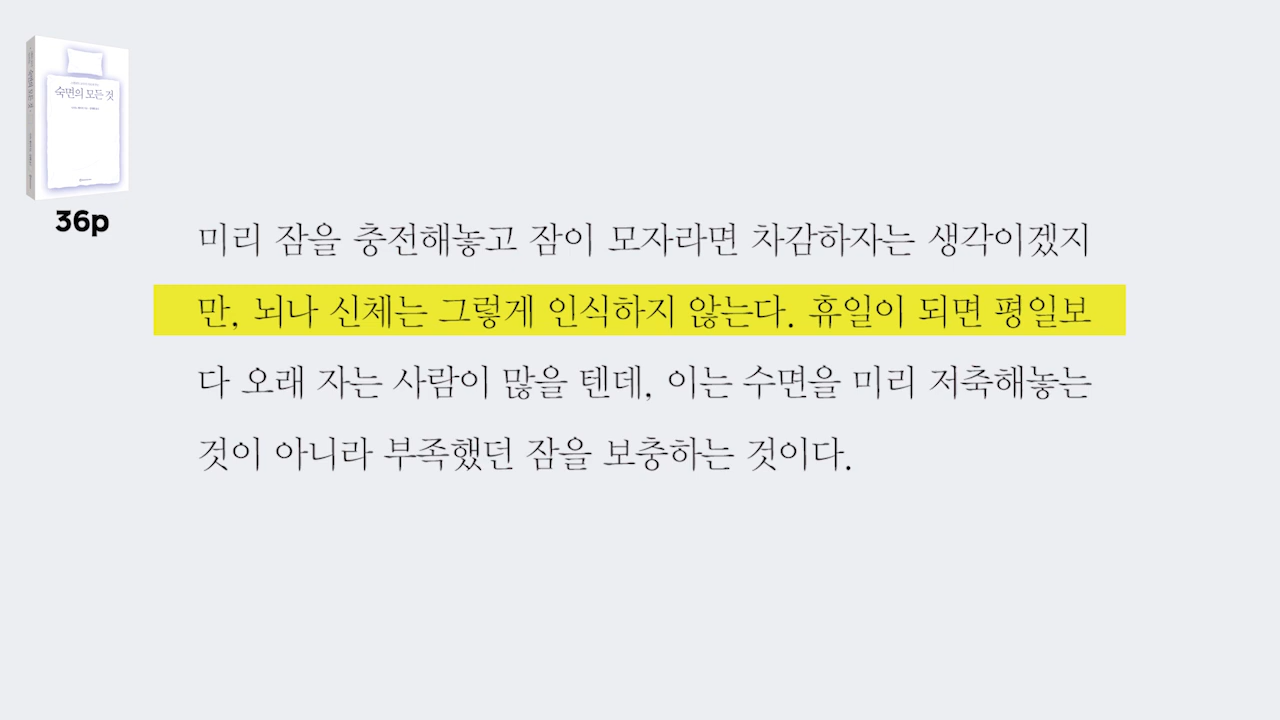 숙면의 모든 것
36p
미리 잠을 충전해놓고 잠이 모자라면 차감하자는 생각이겠지
만, 뇌나 신체는 그렇게 인식하지 않는다. 휴일이 되면 평일보
다 오래 자는 사람이 많을 텐데, 이는 수면을 미리 저축해놓는
것이 아니라 부족했던 잠을 보충하는 것이다.